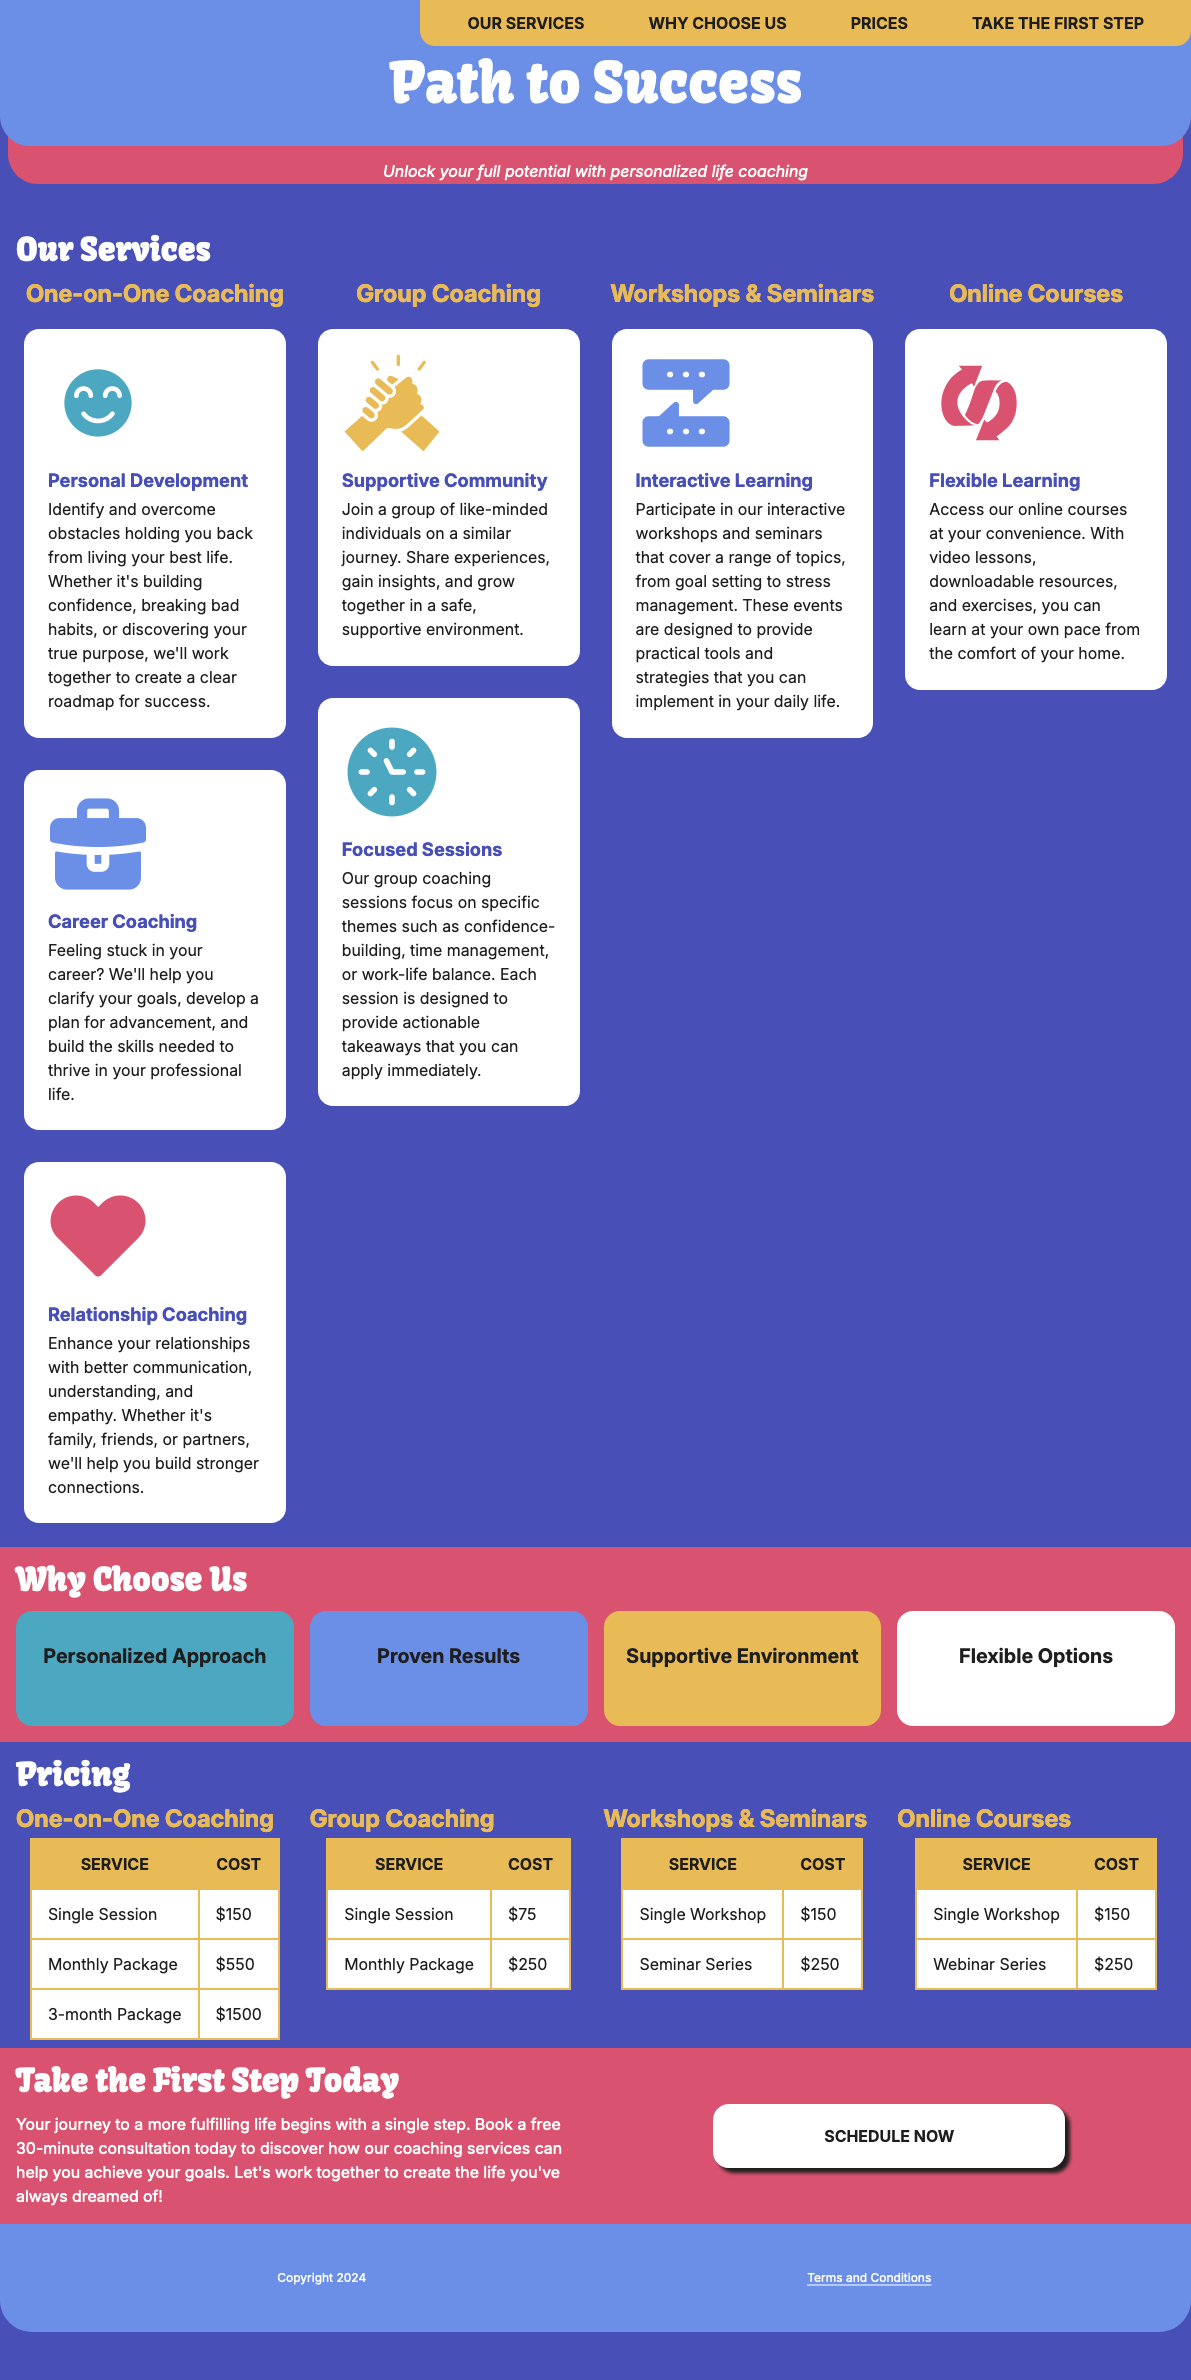 OUR SERVICES WHY CHOOSE US PRICES TAKE THE FIRST STEP
Path to Success
Unlock your full potential with personalized life coaching
Our Services
One-on-One Coaching
Personal Development
Identify and overcome
obstacles holding you back
from living your best life.
Whether it's building
confidence, breaking bad
habits, or discovering your
true purpose, we'll work
together to create a clear
roadmap for success.
Career Coaching
Feeling stuck in your
career? We'll help you
clarify your goals, develop a
plan for advancement, and
build the skills needed to
thrive in your professional
life.
Relationship Coaching
Enhance your relationships
with better communication,
understanding, and
empathy. Whether it's
family, friends, or partners,
we'll help you build stronger
connections.
Group Coaching
Supportive Community
Join a group of like-minded
individuals on a similar
journey. Share experiences,
gain insights, and grow
together in a safe,
supportive environment.
Focused Sessions
Our group coaching
sessions focus on specific
themes such as confidence-
building, time management,
or work-life balance. Each
session is designed to
provide actionable
takeaways that you can
apply immediately.
Workshops & Seminars
Interactive Learning
Participate in our interactive
workshops and seminars
that cover a range of topics,
from goal setting to stress
management. These events
are designed to provide
practical tools and
strategies that you can
implement in your daily life.
Online Courses
Flexible Learning
Access our online courses
at your convenience. With
video lessons,
downloadable resources,
and exercises, you can
learn at your own pace from
the comfort of your home.
Why Choose Us
Personalized Approach
Proven Results
Supportive Environment
Flexible Options
Pricing
One-on-One Coaching
SERVICE COST
Single Session $150
Monthly Package $550
3-month Package $1500
Group Coaching
SERVICE COST
Single Session $75
Monthly Package $250
Workshops & Seminars
SERVICE COST
Single Workshop $150
Seminar Series $250
Online Courses
SERVICE COST
Single Workshop $150
Webinar Series $250
Take the First Step Today
Your journey to a more fulfilling life begins with a single step. Book a free
30-minute consultation today to discover how our coaching services can
help you achieve your goals. Let's work together to create the life you've
always dreamed of!
SCHEDULE NOW
Copyright 2024
Terms and Conditions